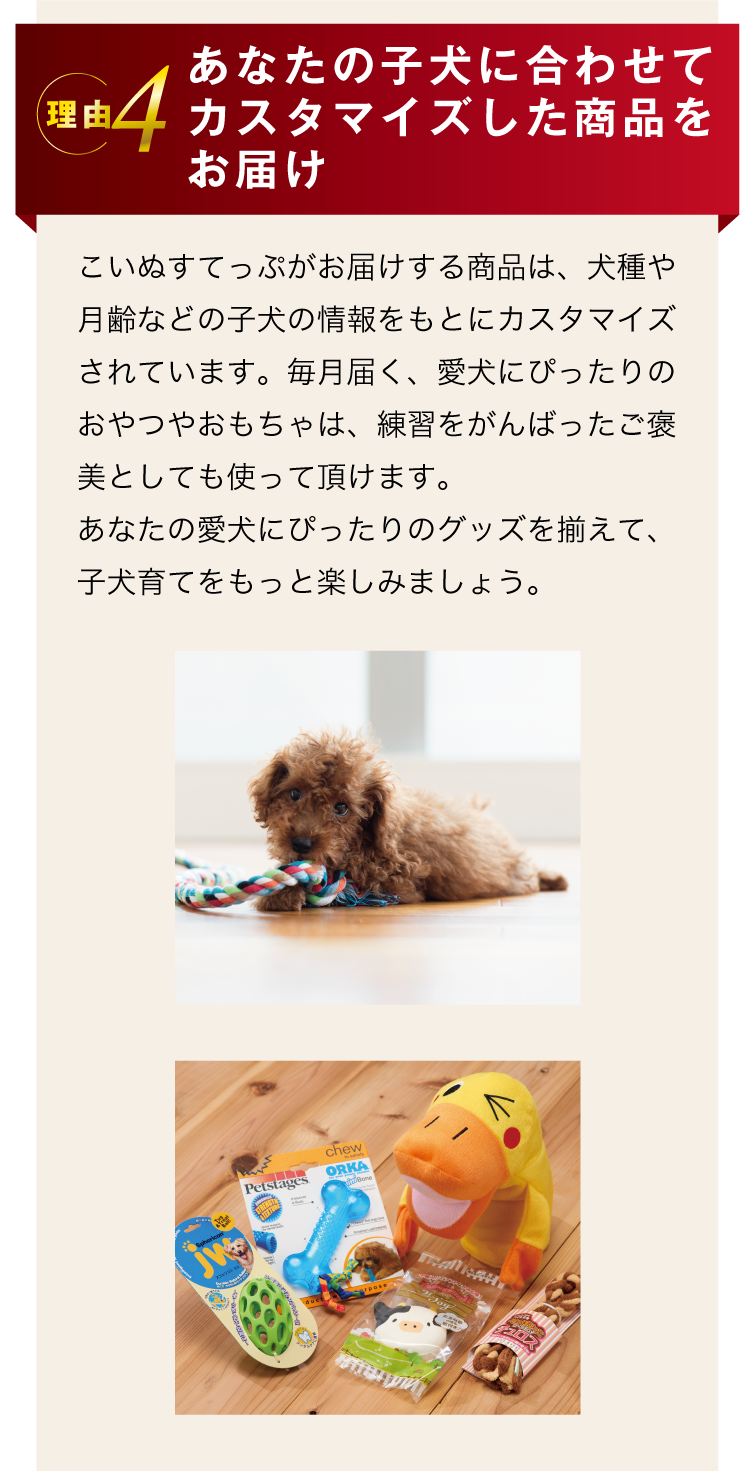 理由4
あなたの子犬に合わせて
カスタマイズした商品を
お届け
こいぬすてっぷがお届けする商品は、犬種や
月齢などの子犬の情報をもとにカスタマイズ
されています。毎月届く、愛犬にぴったりの
おやつやおもちゃは、練習をがんばったご褒
美としても使って頂けます。
あなたの愛犬にぴったりのグッズを揃えて、
子犬育てをもっと楽しみましょう。
chew
Petstages
ORKA
Bone
JW
チュロス